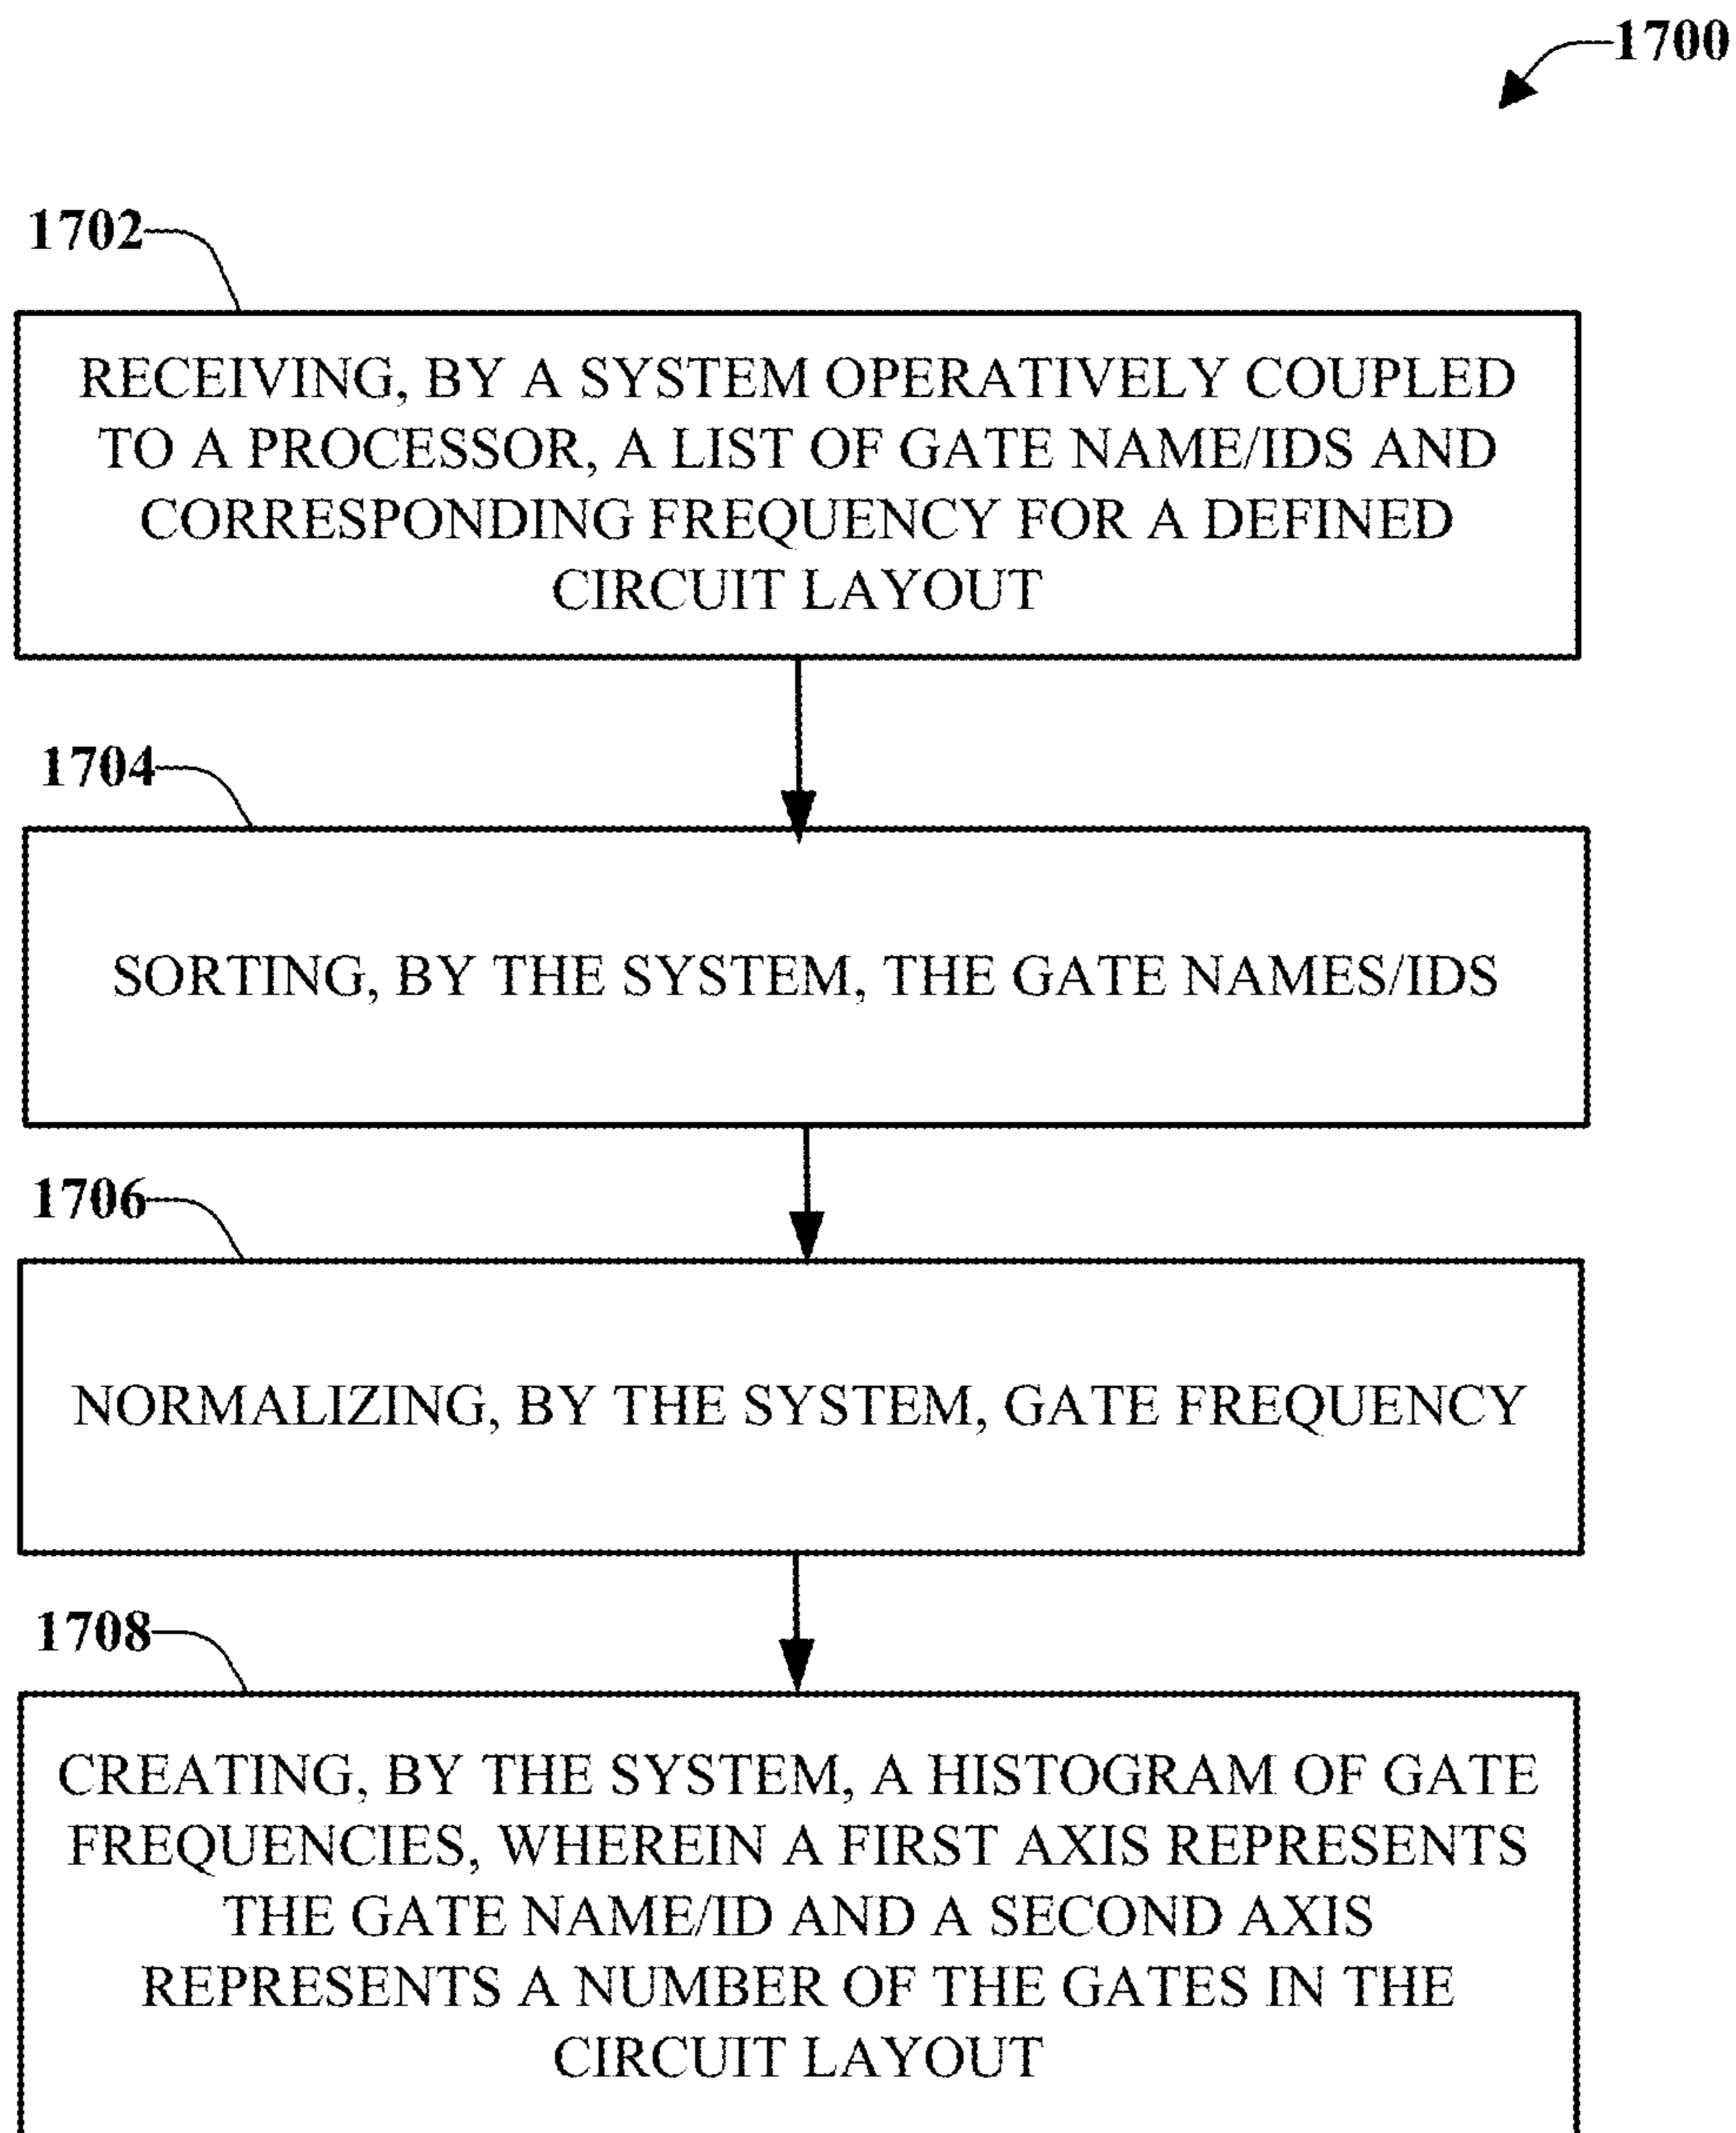 1700
1702
RECEIVING, BY A SYSTEM OPERATIVELY COUPLED
TO A PROCESSOR, A LIST OF GATE NAME/IDS AND
CORRESPONDING FREQUENCY FOR A DEFINED
CIRCUIT LAYOUT
1704
SORTING, BY THE SYSTEM, THE GATE NAMES/IDS
1706
NORMALIZING, BY THE SYSTEM, GATE FREQUENCY
1708
CREATING, BY THE SYSTEM, A HISTOGRAM OF GATE
FREQUENCIES, WHEREIN A FIRST AXIS REPRESENTS
THE GATE NAME/ID AND A SECOND AXIS
REPRESENTS A NUMBER OF THE GATES IN THE
CIRCUIT LAYOUT